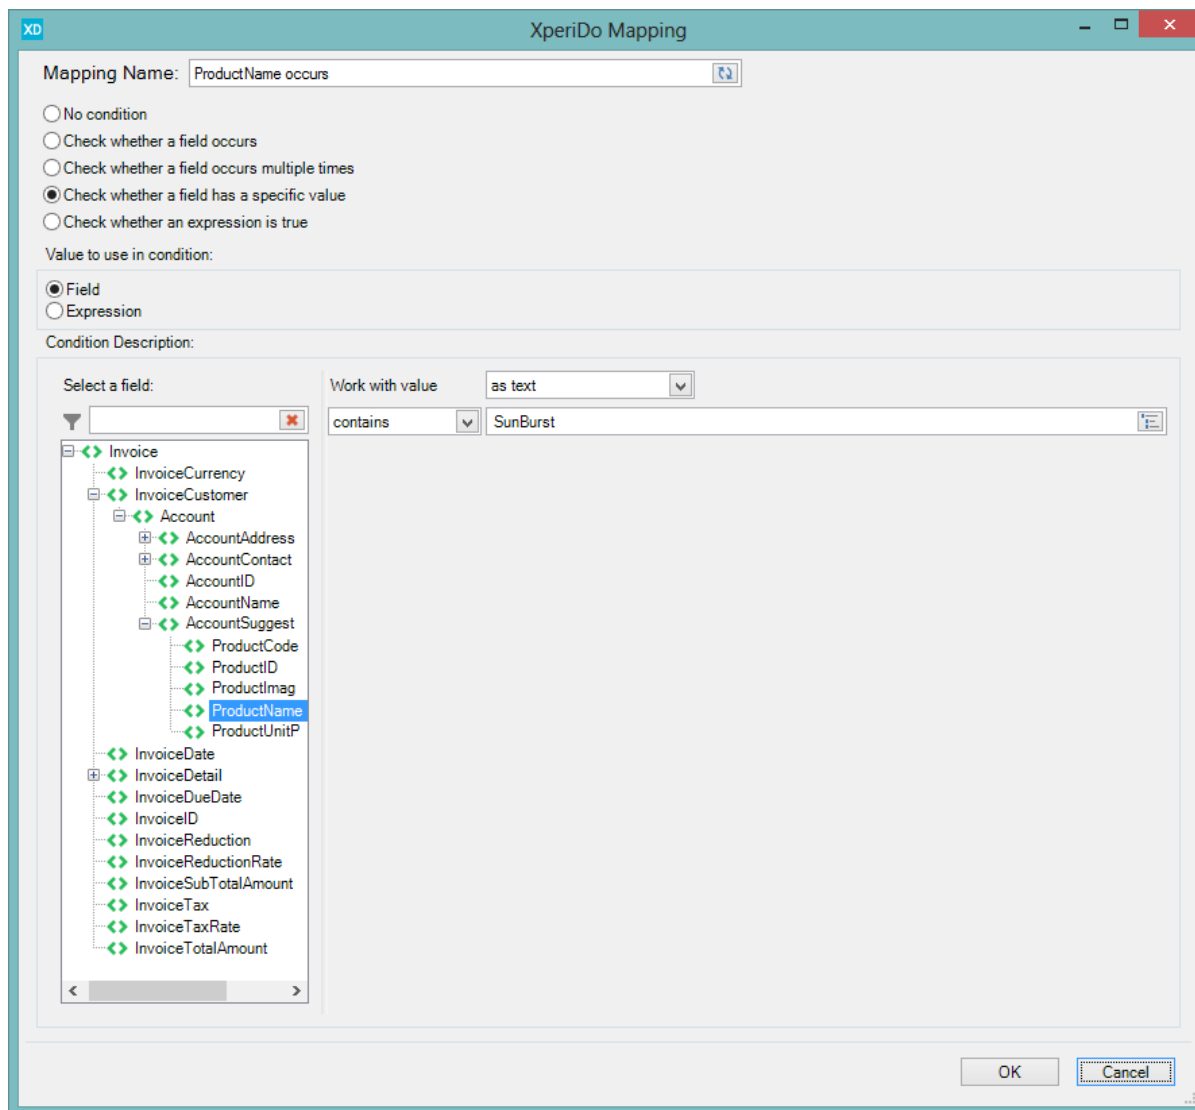 XD XperiDo Mapping
Mapping Name: ProductName occurs
No condition
Check whether a field occurs
Check whether a field occurs multiple times
Check whether a field has a specific value
Check whether an expression is true
Value to use in condition:
Field
Expression
Condition Description:
Select a field:
Work with value as text
contains SunBurst
Invoice
InvoiceCurrency
InvoiceCustomer
Account
AccountAddress
AccountContact
AccountID
AccountName
AccountSuggest
ProductCode
ProductID
ProductImag
ProductName
ProductUnitP
InvoiceDate
InvoiceDetail
InvoiceDueDate
InvoiceID
InvoiceReduction
InvoiceReductionRate
InvoiceSubTotalAmount
InvoiceTax
InvoiceTaxRate
InvoiceTotalAmount
OK Cancel